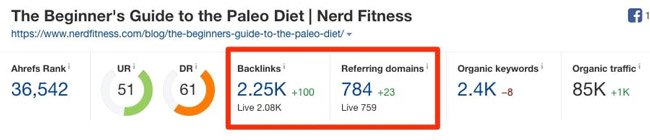 The Beginner's Guide to the Paleo Diet | Nerd Fitness
1
https://www.nerdfitness.com/blog/the-beginners-guide-to-the-paleo-diet/
Ahrefs Rank i
36,542
UR i
51
DR i
61
Backlinks i
2.25K +100
Live 2.08K
Referring domains i
784 +23
Live 759
Organic keywords i
2.4K −8
Organic traffic i
85K +1K